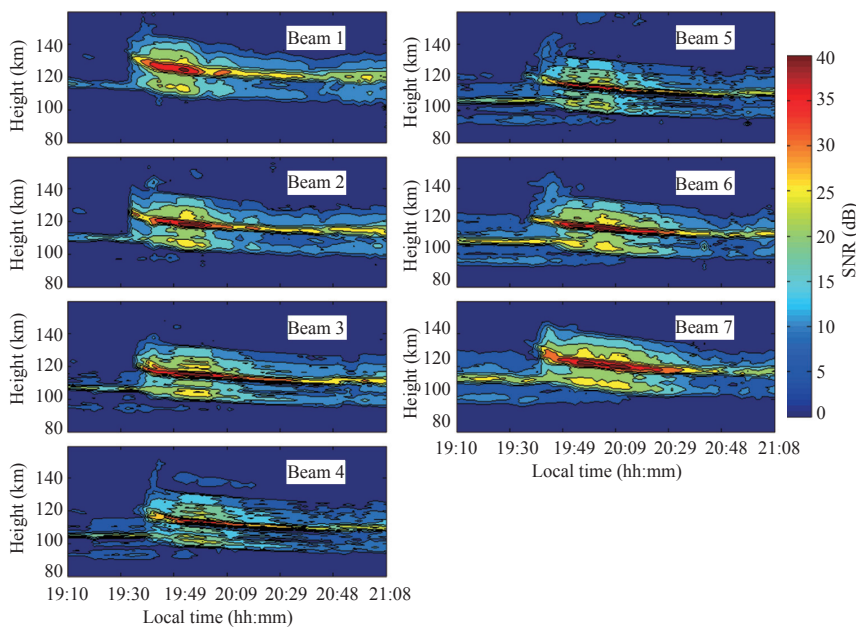 Height (km)
140
120
100
80
Beam 1
Height (km)
140
120
100
80
Beam 2
Height (km)
140
120
100
80
Beam 3
Height (km)
140
120
100
80
Beam 4
19:10 19:30 19:49 20:09 20:29 20:48 21:08
Local time (hh:mm)
Height (km)
140
120
100
80
Beam 5
Height (km)
140
120
100
80
Beam 6
Height (km)
140
120
100
80
Beam 7
19:10 19:30 19:49 20:09 20:29 20:48 21:08
Local time (hh:mm)
40
35
30
25
20
15
10
5
0
SNR (dB)